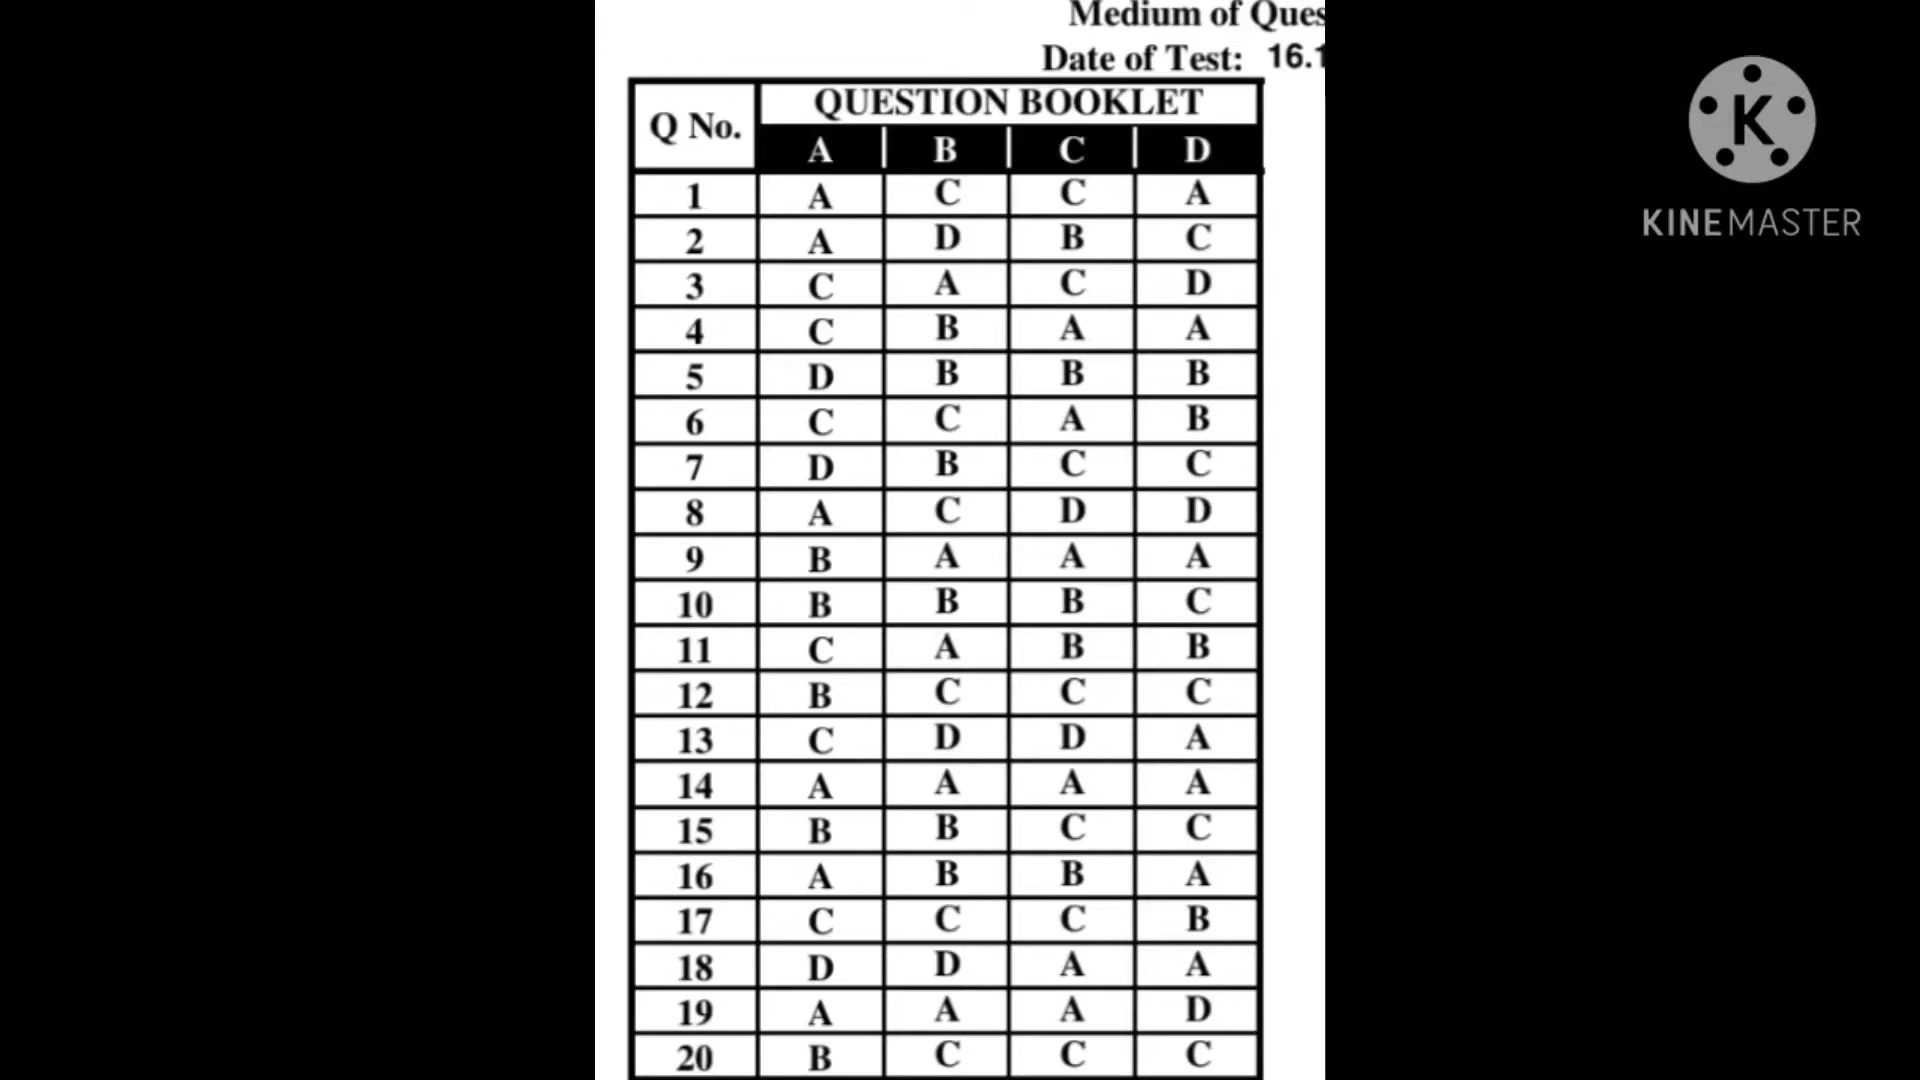 Medium of Ques
Date of Test: 16.1
Q No. QUESTION BOOKLET
A B C D
1 A C C A
2 A D B C
3 C A C D
4 C B A A
5 D B B B
6 C C A B
7 D B C C
8 A C D D
9 B A A A
10 B B B C
11 C A B B
12 B C C C
13 C D D A
14 A A A A
15 B B C C
16 A B B A
17 C C C B
18 D D A A
19 A A A D
20 B C C C
K
KINEMASTER